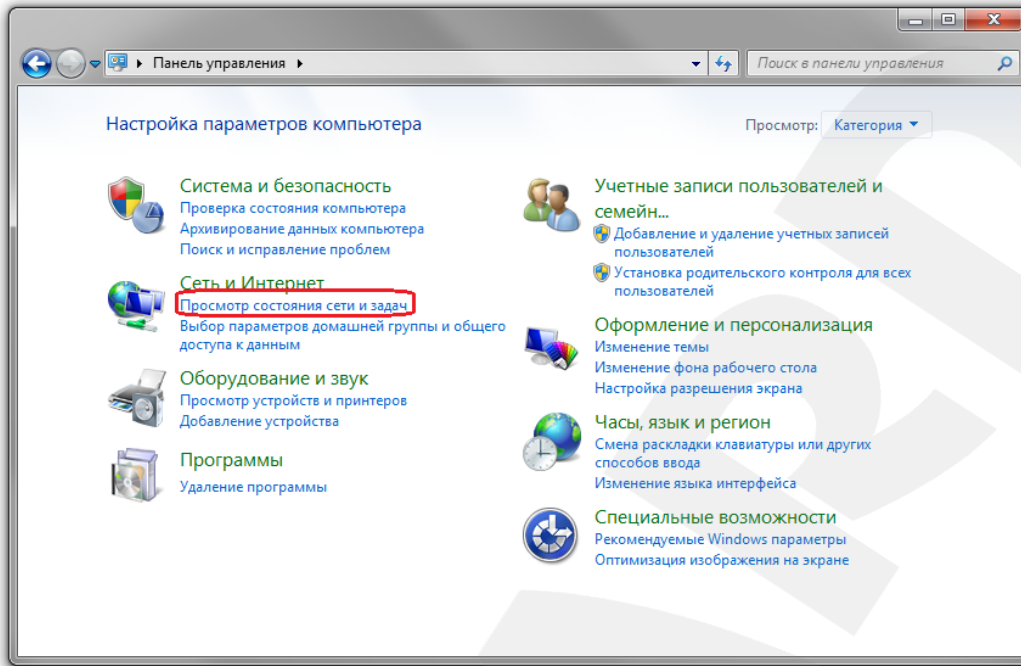 Панель управления
Поиск в панели управления
Настройка параметров компьютера
Просмотр: Категория
Система и безопасность
Проверка состояния компьютера
Архивирование данных компьютера
Поиск и исправление проблем
Сеть и Интернет
Просмотр состояния сети и задач
Выбор параметров домашней группы и общего
доступа к данным
Оборудование и звук
Просмотр устройств и принтеров
Добавление устройства
Программы
Удаление программы
Учетные записи пользователей и
семейн...
Добавление и удаление учетных записей
пользователей
Установка родительского контроля для всех
пользователей
Оформление и персонализация
Изменение темы
Изменение фона рабочего стола
Настройка разрешения экрана
Часы, язык и регион
Смена раскладки клавиатуры или других
способов ввода
Изменение языка интерфейса
Специальные возможности
Рекомендуемые Windows параметры
Оптимизация изображения на экране